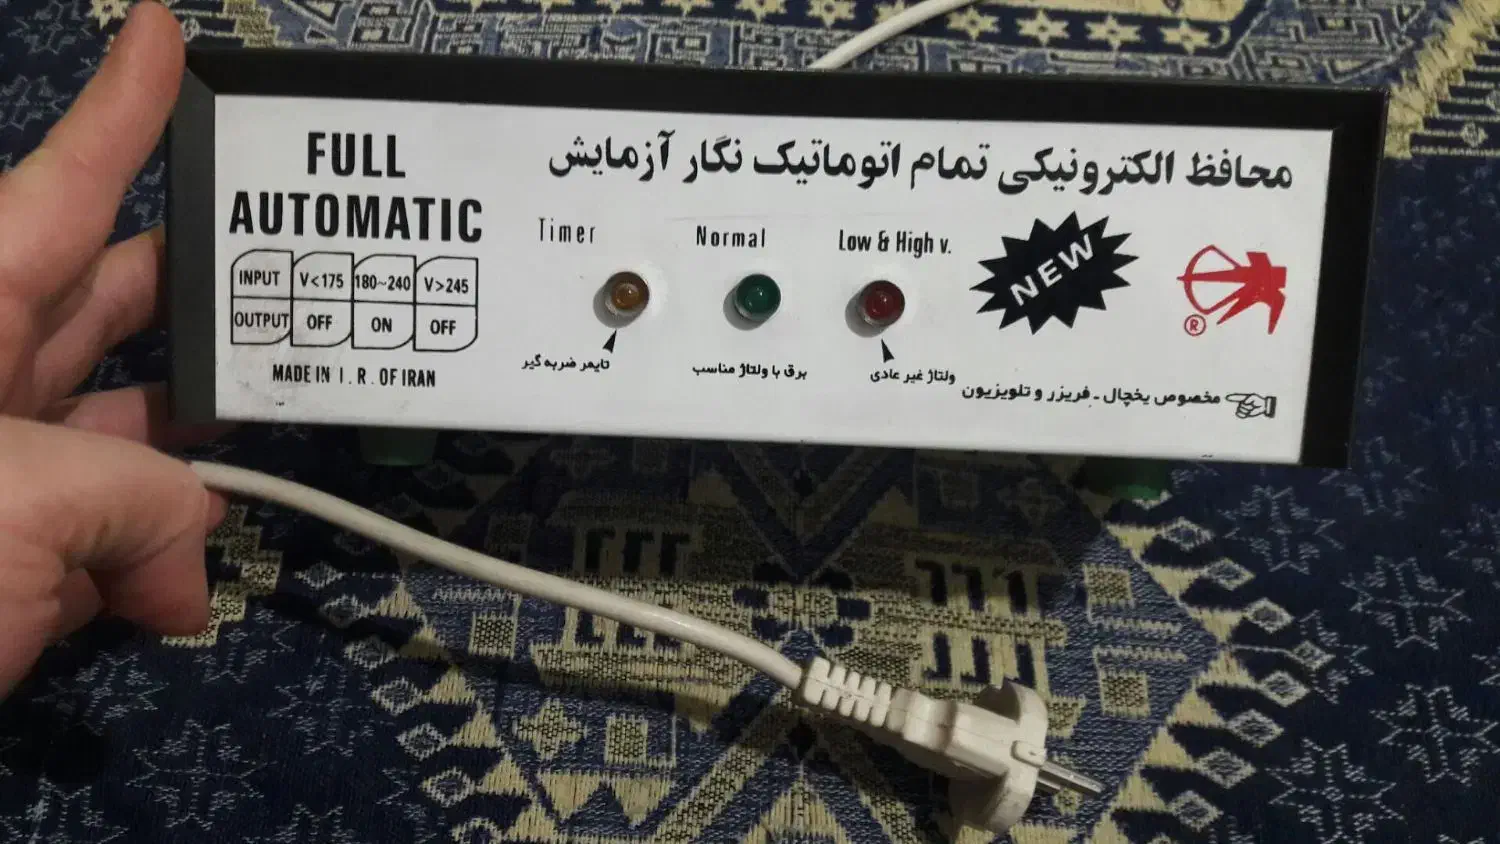 محافظ الکترونیکی تمام اتوماتیک نگار آزمایش
FULL
AUTOMATIC
INPUT V<175 180~240 V>245
OUTPUT OFF ON OFF
MADE IN I.R. OF IRAN
Timer Normal Low & High v.
تایمر ضربه گیر
برق با ولتاژ مناسب
ولتاژ غیر عادی
NEW
®
مخصوص یخچال - فریزر و تلویزیون